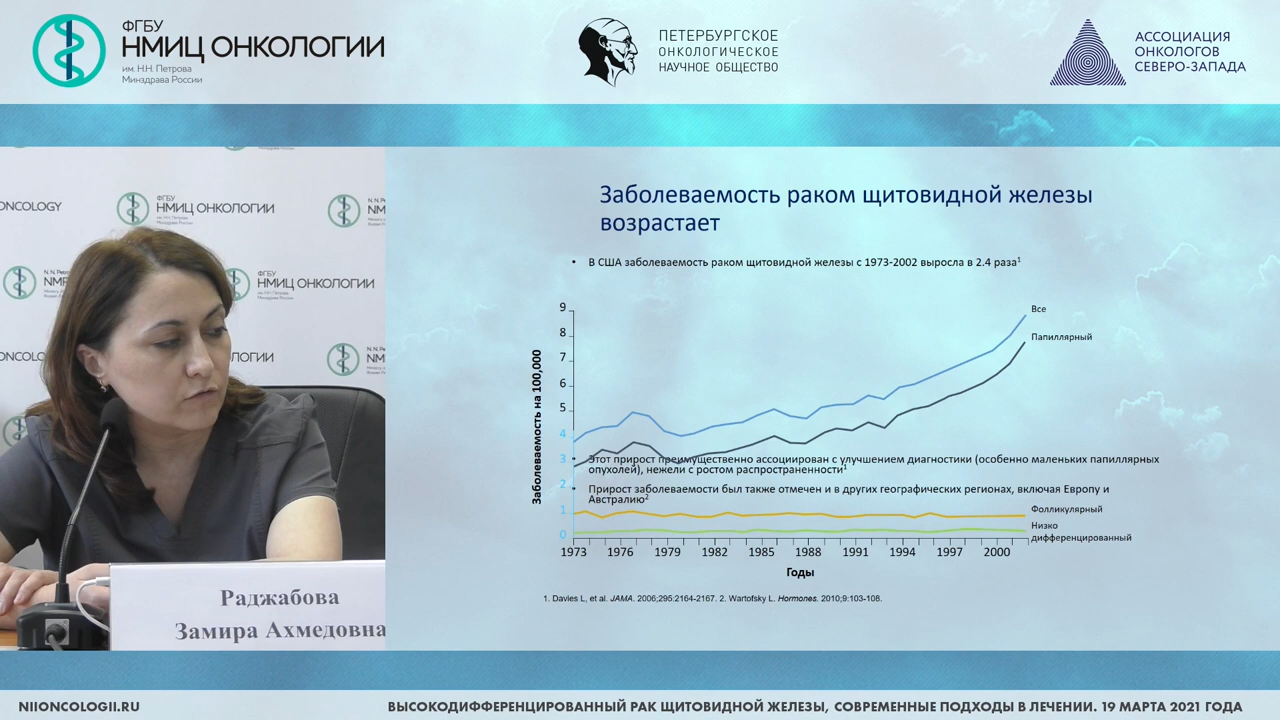 ФГБУ
НМИЦ ОНКОЛОГИИ
им. Н.Н. Петрова
Минздрава России
ПЕТЕРБУРГСКОЕ
ОНКОЛОГИЧЕСКОЕ
НАУЧНОЕ ОБЩЕСТВО
АССОЦИАЦИЯ
ОНКОЛОГОВ
СЕВЕРО-ЗАПАДА
ONCOLOGY
ФГБУ
НМИЦ ОНКОЛОГИИ
ФГБУ
НМИЦ ОНКОЛОГИИ
Раджабова
Замира Ахмедовна
Заболеваемость раком щитовидной железы
возрастает
• В США заболеваемость раком щитовидной железы с 1973-2002 выросла в 2.4 раза¹
Заболеваемость на 100,000
9
8
7
6
5
4
3
2
1
0
Все
Папиллярный
• Этот прирост преимущественно ассоциирован с улучшением диагностики (особенно маленьких папиллярных
опухолей), нежели с ростом распространенности¹
• Прирост заболеваемости был также отмечен и в других географических регионах, включая Европу и
Австралию²
Фолликулярный
Низко
дифференцированный
1973 1976 1979 1982 1985 1988 1991 1994 1997 2000
Годы
1. Davies L, et al. JAMA. 2006;295:2164-2167. 2. Wartofsky L. Hormones. 2010;9:103-108.
NIIONCOLOGII.RU
ВЫСОКОДИФФЕРЕНЦИРОВАННЫЙ РАК ЩИТОВИДНОЙ ЖЕЛЕЗЫ, СОВРЕМЕННЫЕ ПОДХОДЫ В ЛЕЧЕНИИ. 19 МАРТА 2021 ГОДА